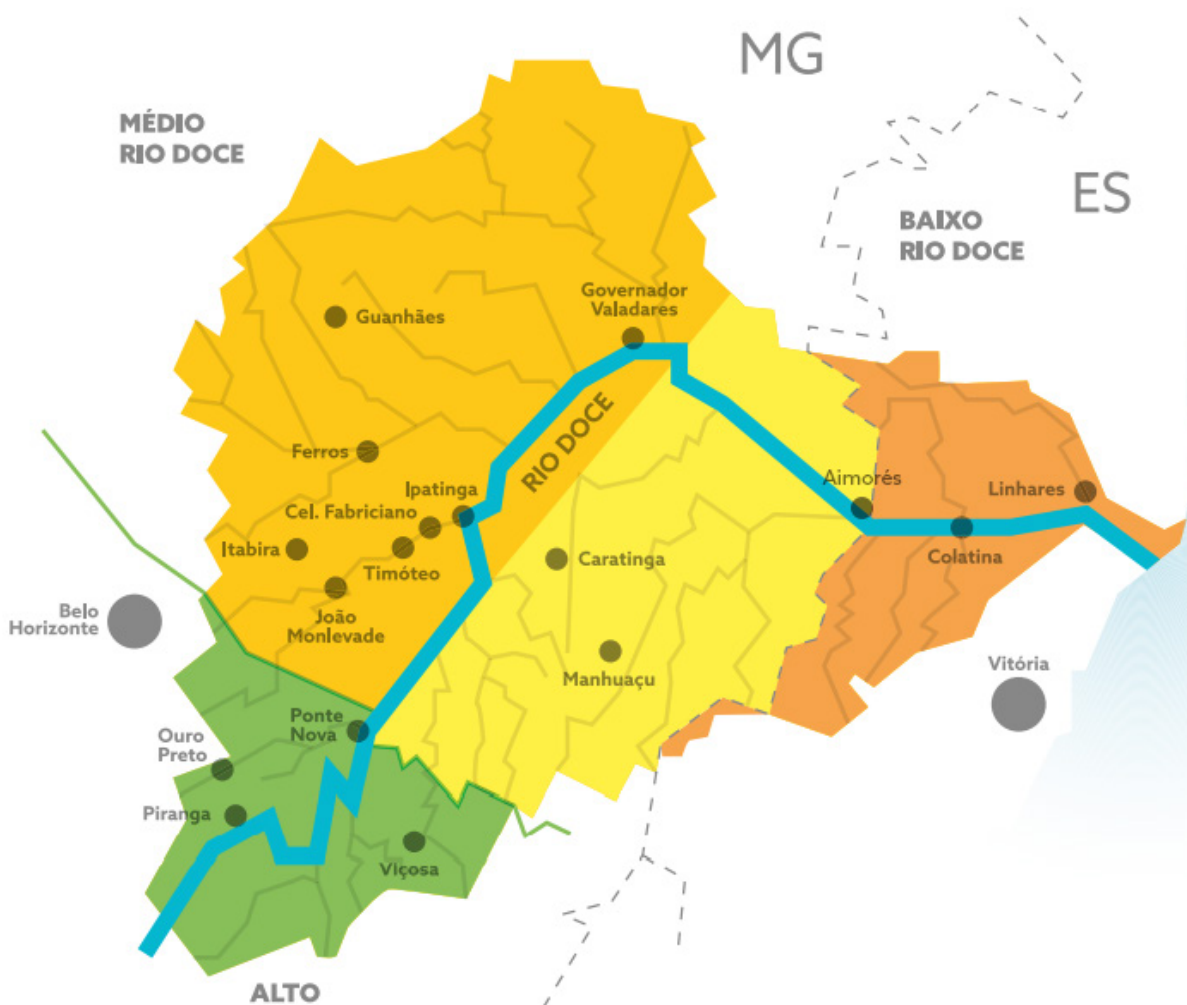 MG
MÉDIO
RIO DOCE
ES
BAIXO
RIO DOCE
Governador
Valadares
Guanhães
RIO DOCE
Ferros
Ipatinga
Aimorés
Linhares
Cel. Fabriciano
Itabira
Timóteo
Caratinga
Colatina
João
Monlevade
Belo
Horizonte
Manhuaçu
Vitória
Ponte
Nova
Ouro
Preto
Piranga
Viçosa
ALTO